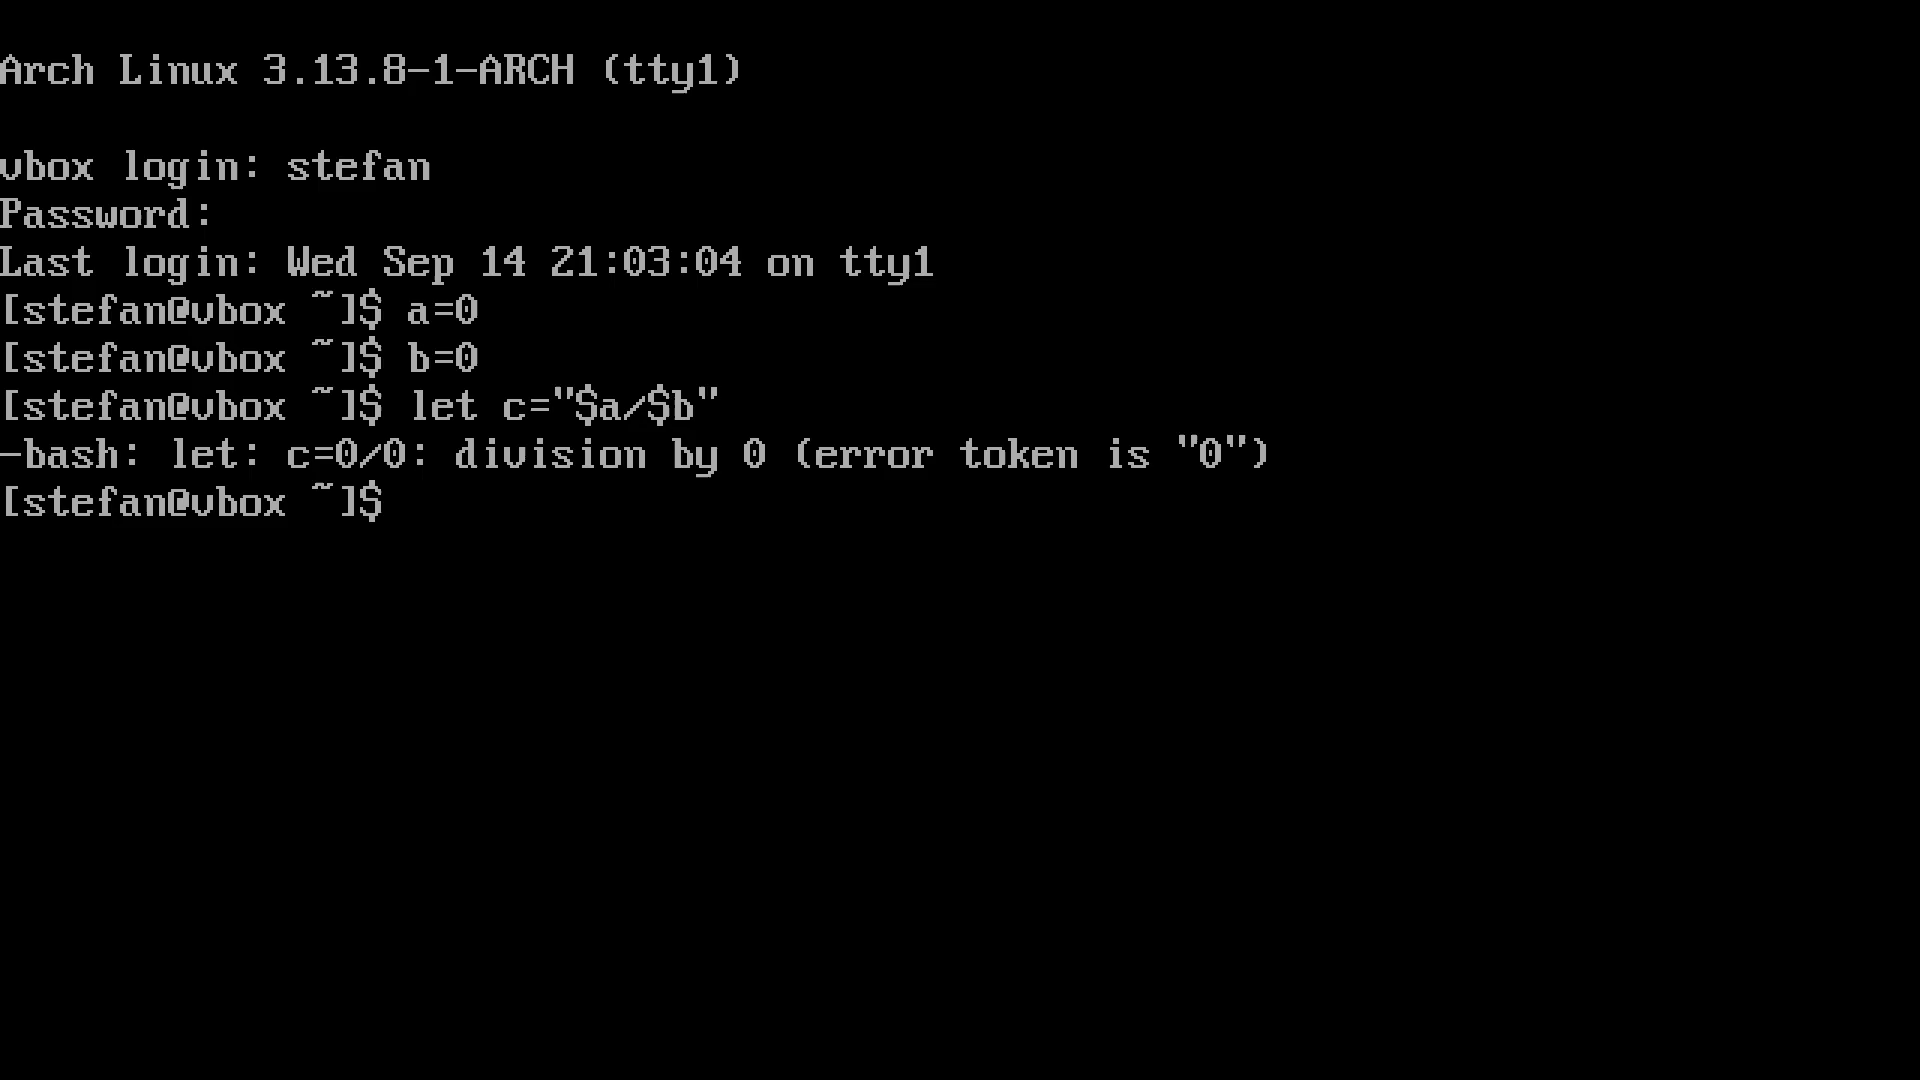 Arch Linux 3.13.8-1-ARCH (tty1)
vbox login: stefan
Password:
Last login: Wed Sep 14 21:03:04 on tty1
[stefan@vbox ~]$ a=0
[stefan@vbox ~]$ b=0
[stefan@vbox ~]$ let c="$a/$b"
-bash: let: c=0/0: division by 0 (error token is "0")
[stefan@vbox ~]$